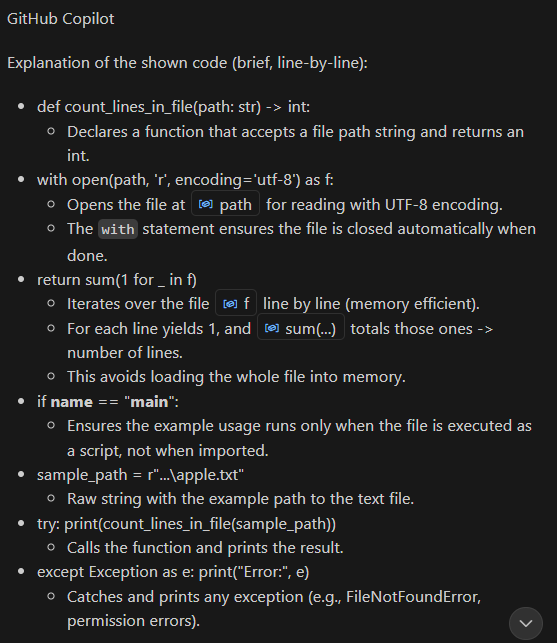 GitHub Copilot
Explanation of the shown code (brief, line-by-line):
• def count_lines_in_file(path: str) -> int:
○ Declares a function that accepts a file path string and returns an
int.
• with open(path, 'r', encoding='utf-8') as f:
○ Opens the file at path for reading with UTF-8 encoding.
○ The with statement ensures the file is closed automatically when
done.
• return sum(1 for _ in f)
○ Iterates over the file f line by line (memory efficient).
○ For each line yields 1, and sum(...) totals those ones ->
number of lines.
○ This avoids loading the whole file into memory.
• if name == "main":
○ Ensures the example usage runs only when the file is executed as
a script, not when imported.
• sample_path = r"...\apple.txt"
○ Raw string with the example path to the text file.
• try: print(count_lines_in_file(sample_path))
○ Calls the function and prints the result.
• except Exception as e: print("Error:", e)
○ Catches and prints any exception (e.g., FileNotFoundError,
permission errors).